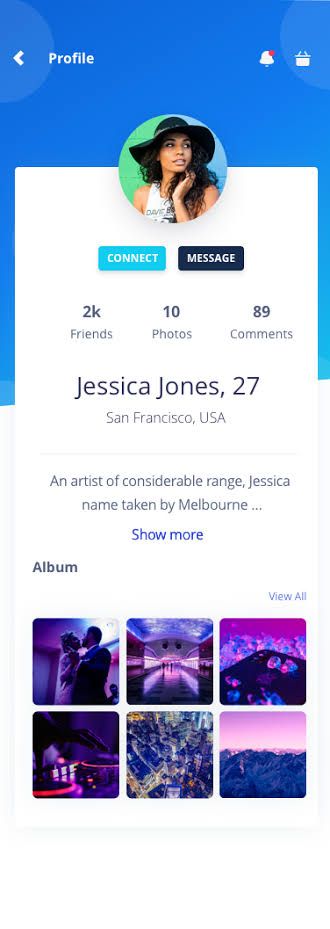 Profile
CONNECT
MESSAGE
2k
10
89
Friends
Photos
Comments
Jessica Jones, 27
San Francisco, USA
An artist of considerable range, Jessica
name taken by Melbourne ...
Show more
Album
View All